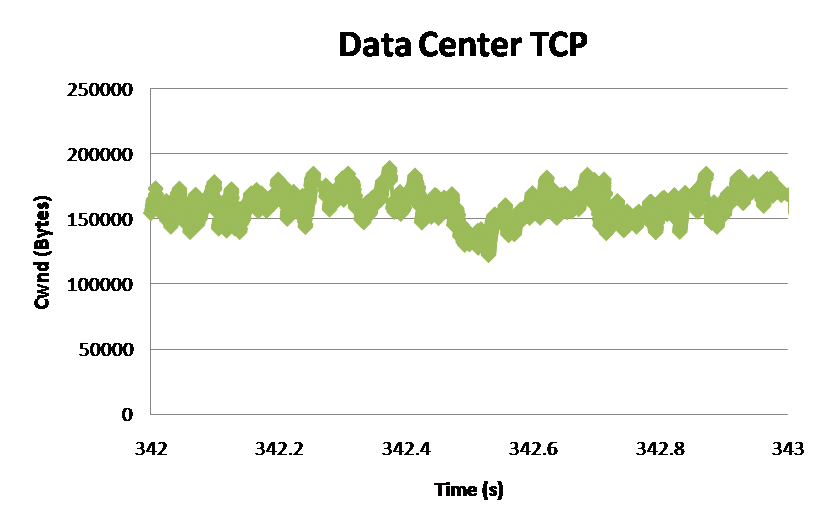 Data Center TCP
250000
200000
150000
100000
50000
0
Cwnd (Bytes)
342 342.2 342.4 342.6 342.8 343
Time (s)